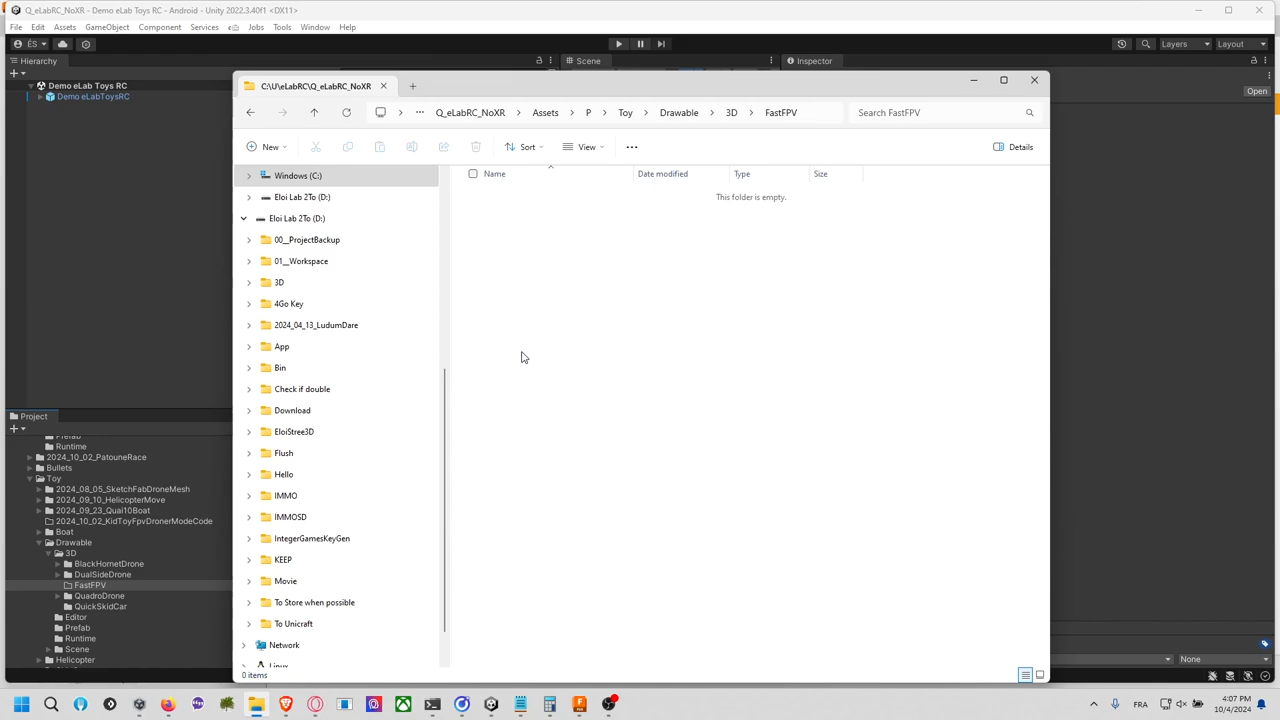 Q_eLabRC_NoXR - Demo eLab Toys RC - Android - Unity 2022.3.40f1 <DX11>
File Edit Assets GameObject Component Services Jobs Tools Window Help
ÉS Layers Layout
Hierarchy Scene Inspector
Demo eLab Toys RC
Demo eLabToysRC
Open
C:\U\eLabRC\Q_eLabRC_NoXR
Q_eLabRC_NoXR > Assets > P > Toy > Drawable > 3D > FastFPV
Search FastFPV
New Sort View Details
Name Date modified Type Size
This folder is empty.
Windows (C:)
Eloi Lab 2To (D:)
Eloi Lab 2To (D:)
00__ProjectBackup
01__Workspace
3D
4Go Key
2024_04_13_LudumDare
App
Bin
Check if double
Download
EloiStree3D
Flush
Hello
IMMO
IMMOSD
IntegerGamesKeyGen
KEEP
Movie
To Store when possible
To Unicraft
Network
Linux
0 items
Project
Prefab
Runtime
2024_10_02_PatouneRace
Bullets
Toy
2024_08_05_SketchFabDroneMesh
2024_09_10_HelicopterMove
2024_09_23_Quai10Boat
2024_10_02_KidToyFpvDronerModeCode
Boat
Drawable
3D
BlackHornetDrone
DualSideDrone
FastFPV
QuadroDrone
QuickSkidCar
Editor
Prefab
Runtime
Scene
Helicopter
None
FRA
4:07 PM
10/4/2024